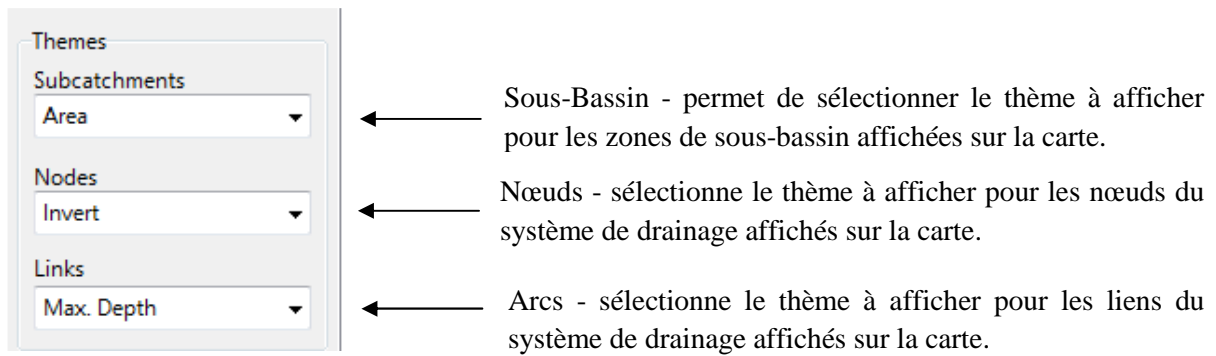 Themes
Subcatchments
Area
Sous-Bassin - permet de sélectionner le thème à afficher
pour les zones de sous-bassin affichées sur la carte.
Nodes
Invert
Nœuds - sélectionne le thème à afficher pour les nœuds du
système de drainage affichés sur la carte.
Links
Max. Depth
Arcs - sélectionne le thème à afficher pour les liens du
système de drainage affichés sur la carte.